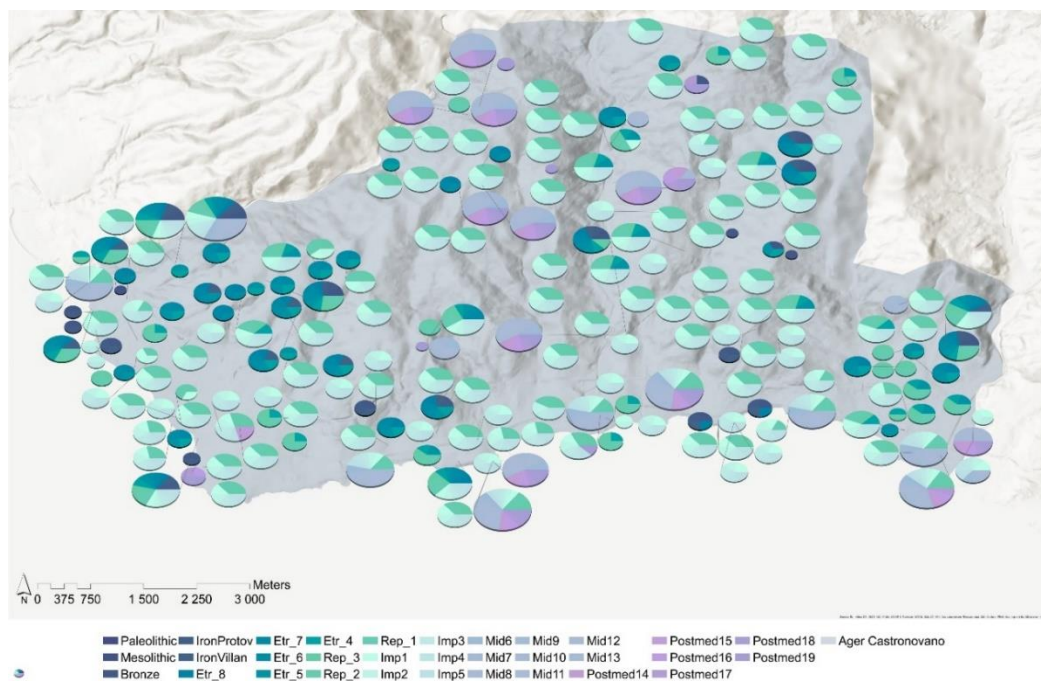 N 0 375 750 1 500 2 250 3 000 Meters
Paleolithic IronProtov Etr_7 Etr_4 Rep_1 Imp3 Mid6 Mid9 Mid12 Postmed15 Postmed18 Ager Castronovano
Mesolithic IronVillan Etr_6 Rep_3 Imp1 Imp4 Mid7 Mid10 Mid13 Postmed16 Postmed19
Bronze Etr_8 Etr_5 Rep_2 Imp2 Imp5 Mid8 Mid11 Postmed14 Postmed17